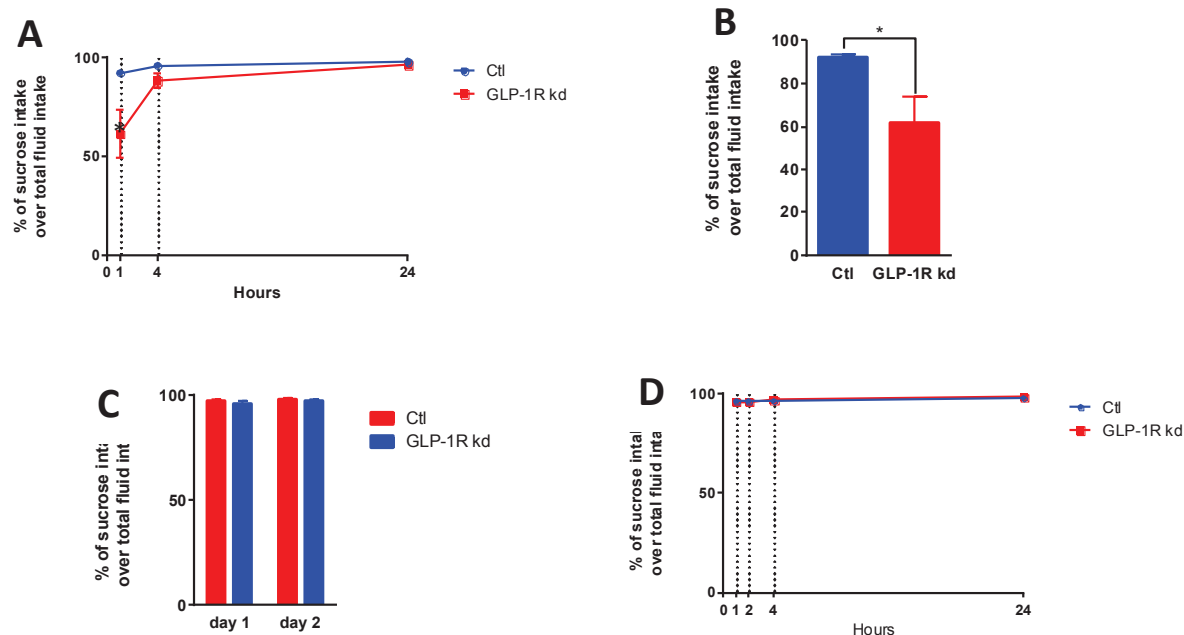 A
% of sucrose intake
over total fluid intake
100
50
0
0 1 4 24
Hours
*
Ctl
GLP-1R kd
B
% of sucrose intake
over total fluid intake
100
80
60
40
20
0
*
Ctl GLP-1R kd
C
% of sucrose inta
over total fluid int
100
50
0
day 1 day 2
Ctl
GLP-1R kd
D
% of sucrose intal
over total fluid inta
100
50
0
0 1 2 4 24
Hours
Ctl
GLP-1R kd